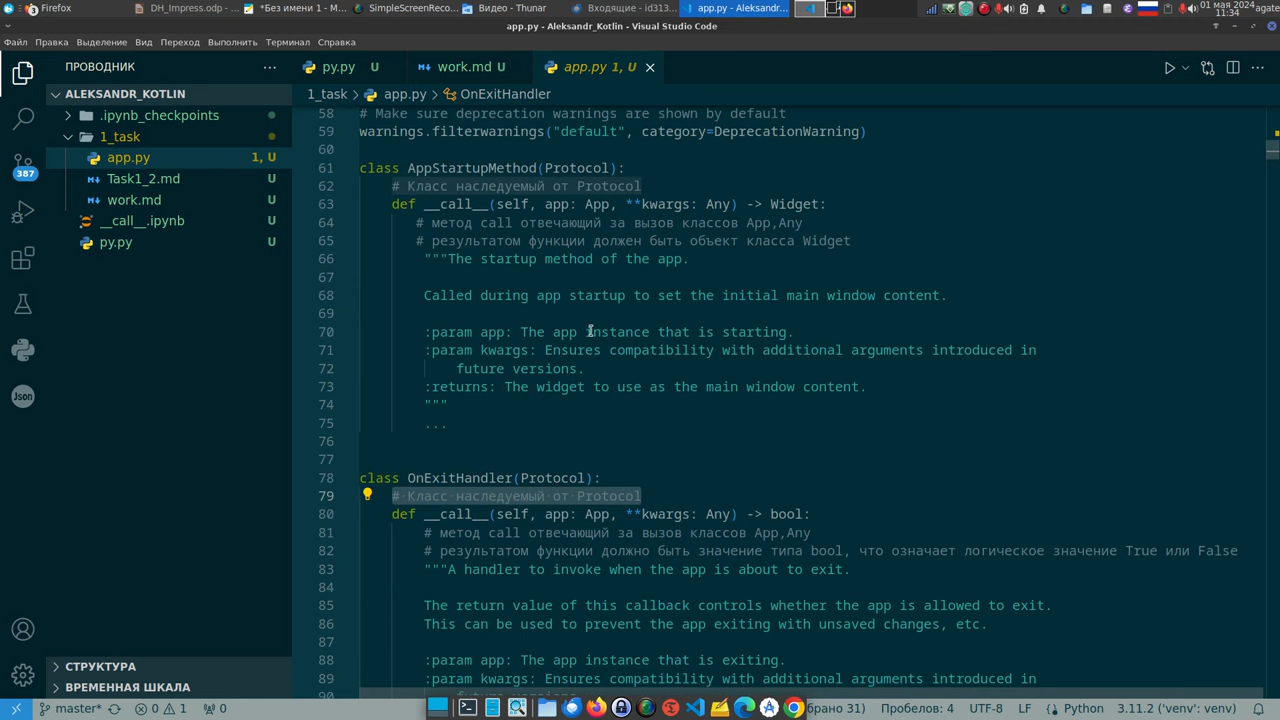 Firefox
DH_Impress.odp - ...
*Без имени 1 - M...
SimpleScreenReco...
Видео - Thunar
Входящие - id313...
app.py - Aleksandr...
01 мая 2024 agate
11:34
app.py - Aleksandr_Kotlin - Visual Studio Code
Файл Правка Выделение Вид Переход Выполнить Терминал Справка
ПРОВОДНИК
py.py U
work.md U
app.py 1, U
ALEKSANDR_KOTLIN
1_task > app.py > OnExitHandler
.ipynb_checkpoints
1_task
app.py 1, U
Task1_2.md U
work.md U
__call__.ipynb U
py.py U
387
Json
58 # Make sure deprecation warnings are shown by default
59 warnings.filterwarnings("default", category=DeprecationWarning)
60
61 class AppStartupMethod(Protocol):
62 # Класс наследуемый от Protocol
63 def __call__(self, app: App, **kwargs: Any) -> Widget:
64 # метод call отвечающий за вызов классов App,Any
65 # результатом функции должен быть объект класса Widget
66 """The startup method of the app.
67
68 Called during app startup to set the initial main window content.
69
70 :param app: The app instance that is starting.
71 :param kwargs: Ensures compatibility with additional arguments introduced in
72 future versions.
73 :returns: The widget to use as the main window content.
74 """
75 ...
76
77
78 class OnExitHandler(Protocol):
79 # Класс наследуемый от Protocol
80 def __call__(self, app: App, **kwargs: Any) -> bool:
81 # метод call отвечающий за вызов классов App,Any
82 # результатом функции должно быть значение типа bool, что означает логическое значение True или False
83 """A handler to invoke when the app is about to exit.
84
85 The return value of this callback controls whether the app is allowed to exit.
86 This can be used to prevent the app exiting with unsaved changes, etc.
87
88 :param app: The app instance that is exiting.
89 :param kwargs: Ensures compatibility with additional arguments introduced in
90 future versions.
СТРУКТУРА
ВРЕМЕННАЯ ШКАЛА
master* 0 1 0
брано 31) Пробелов: 4 UTF-8 LF Python 3.11.2 ('venv': venv)